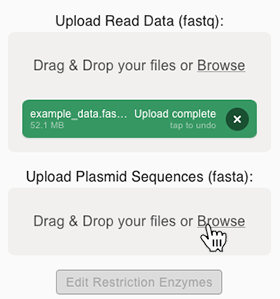 Upload Read Data (fastq):
Drag & Drop your files or Browse
example_data.fas… Upload complete
52.1 MB tap to undo
Upload Plasmid Sequences (fasta):
Drag & Drop your files or Browse
Edit Restriction Enzymes